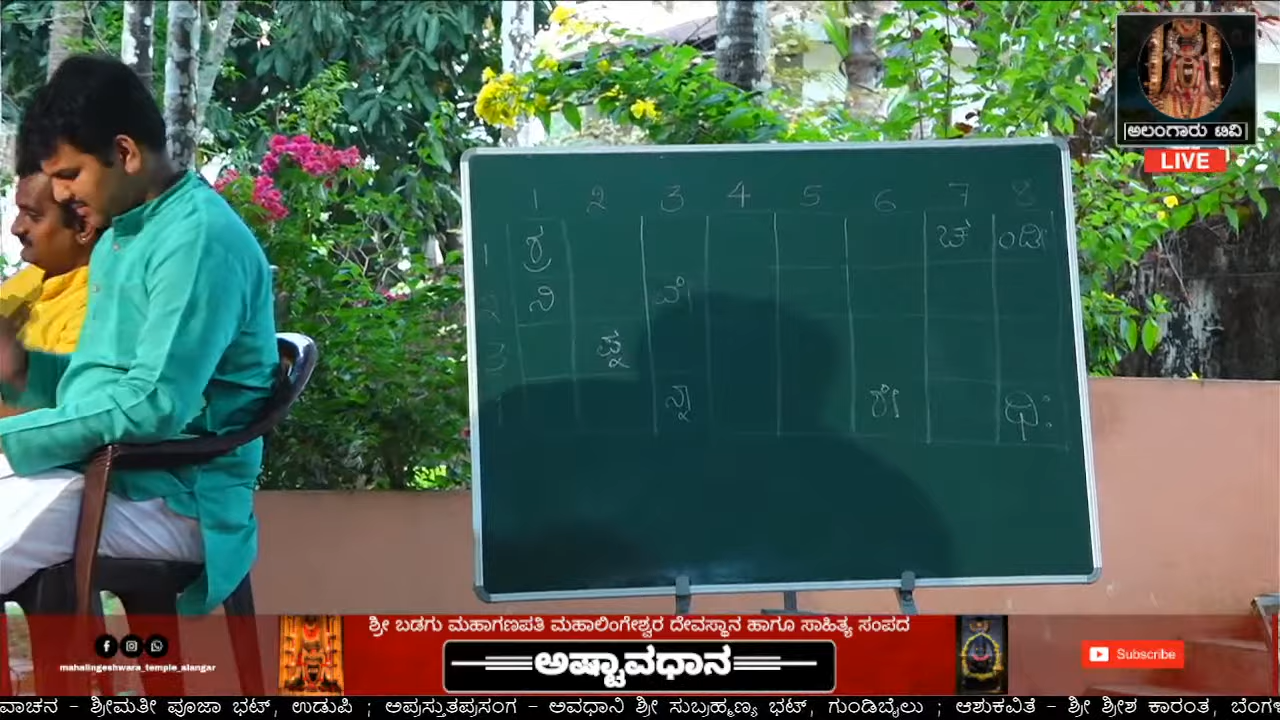 ಅಲಂಗಾರು ಟಿವಿ
LIVE
1 2 3 4 5 6 7 8
1 ಕ್ರ ಚ ಂಡಿ
2 ನಿ ವೇ
3 ಪ್ನ
ನ್ನಾ ಶೇ ಧಿಃ
ಶ್ರೀ ಬಡಗು ಮಹಾಗಣಪತಿ ಮಹಾಲಿಂಗೇಶ್ವರ ದೇವಸ್ಥಾನ ಹಾಗೂ ಸಾಹಿತ್ಯ ಸಂಪದ
ಅಷ್ಟಾವಧಾನ
mahalingeshwara_temple_alangar
Subscribe
ವಾಚನ - ಶ್ರೀಮತೀ ಪೂಜಾ ಭಟ್, ಉಡುಪಿ ; ಅಪ್ರಸ್ತುತಪ್ರಸಂಗ - ಅವಧಾನಿ ಶ್ರೀ ಸುಬ್ರಹ್ಮಣ್ಯ ಭಟ್, ಗುಂಡಿಬೈಲು ; ಆಶುಕವಿತೆ - ಶ್ರೀ ಶ್ರೀಶ ಕಾರಂತ, ಬೆಂಗಳ